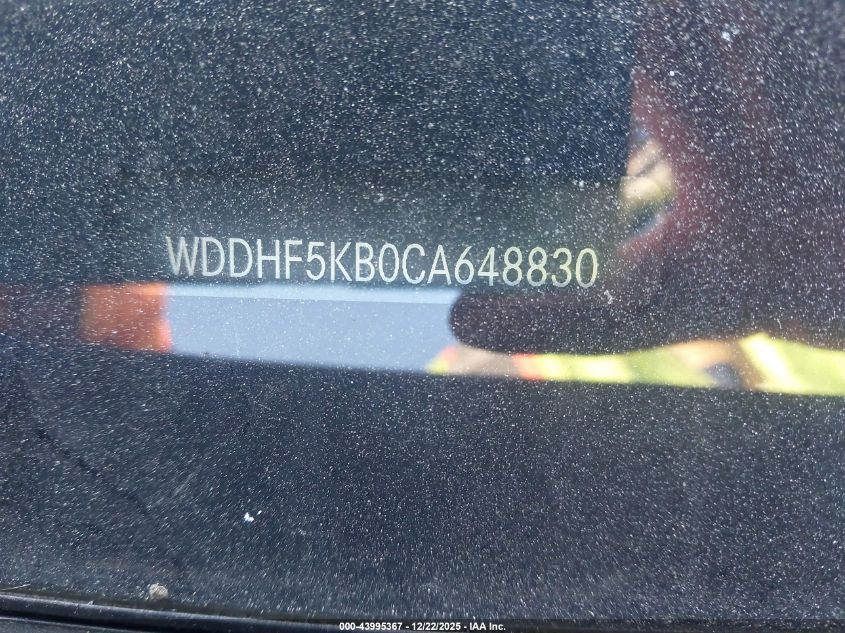 WDDHF5KB0CA648830
000-43995367 - 12/22/2025 - IAA Inc.